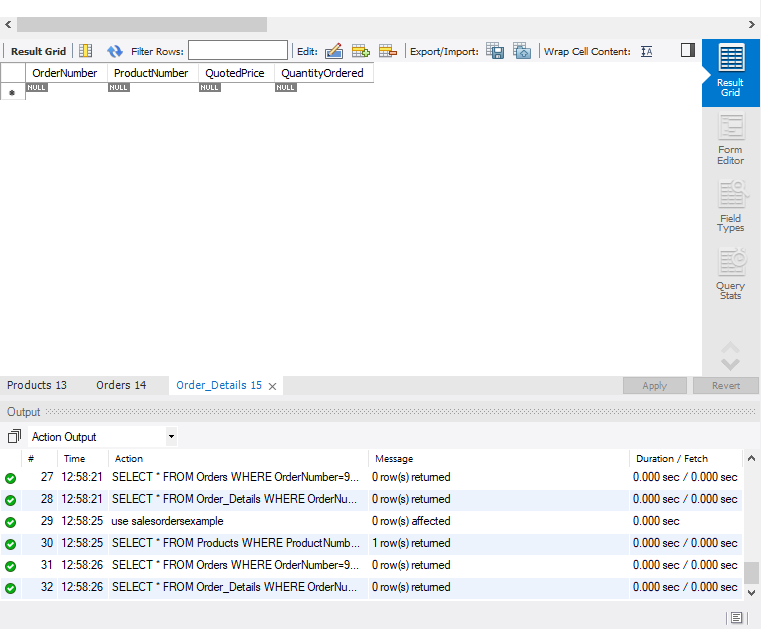 Result Grid Filter Rows: Edit: Export/Import: Wrap Cell Content: IA
OrderNumber ProductNumber QuotedPrice QuantityOrdered
NULL NULL NULL NULL
Result
Grid
Form
Editor
Field
Types
Query
Stats
Products 13 Orders 14 Order_Details 15 Apply Revert
Output
Action Output
# Time Action Message Duration / Fetch
27 12:58:21 SELECT * FROM Orders WHERE OrderNumber=9... 0 row(s) returned 0.000 sec / 0.000 sec
28 12:58:21 SELECT * FROM Order_Details WHERE OrderNu... 0 row(s) returned 0.000 sec / 0.000 sec
29 12:58:25 use salesordersexample 0 row(s) affected 0.000 sec
30 12:58:25 SELECT * FROM Products WHERE ProductNumb... 1 row(s) returned 0.000 sec / 0.000 sec
31 12:58:26 SELECT * FROM Orders WHERE OrderNumber=9... 0 row(s) returned 0.000 sec / 0.000 sec
32 12:58:26 SELECT * FROM Order_Details WHERE OrderNu... 0 row(s) returned 0.000 sec / 0.000 sec